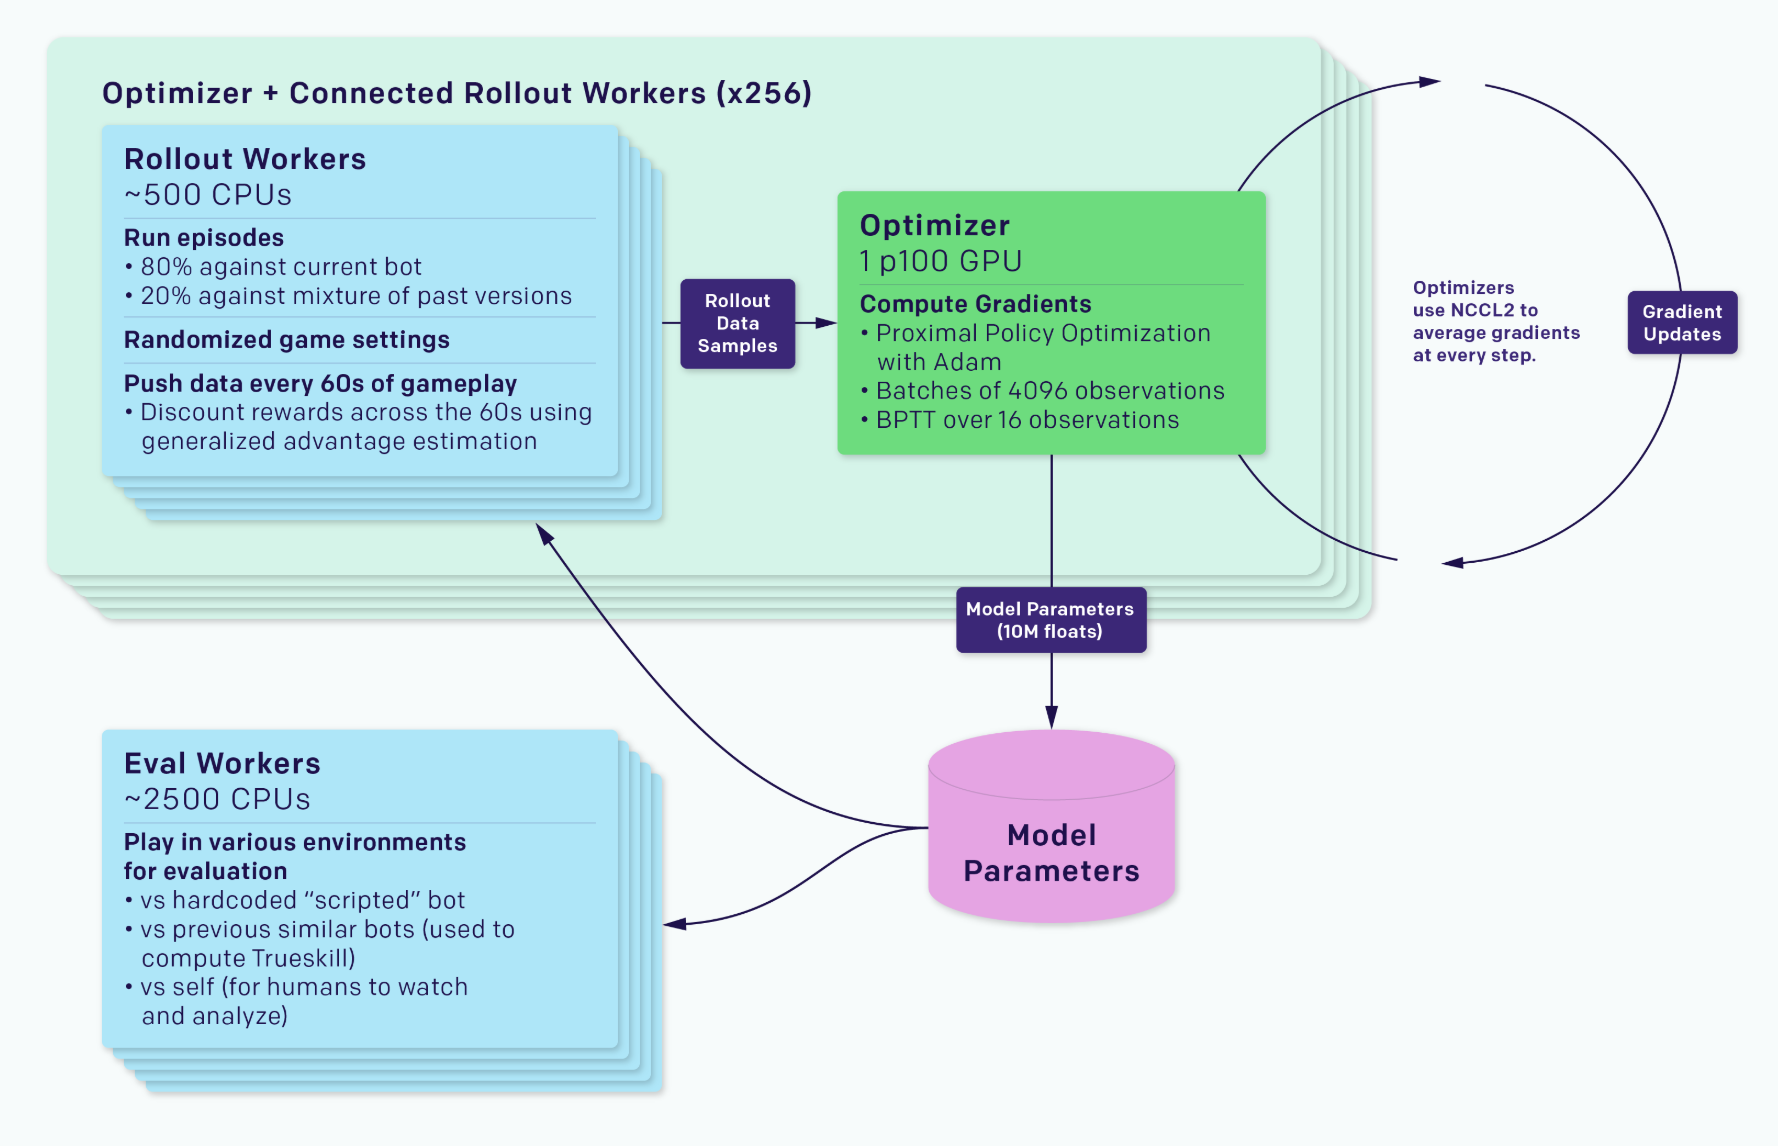 Optimizer + Connected Rollout Workers (x256)
Rollout Workers
~500 CPUs
Run episodes
• 80% against current bot
• 20% against mixture of past versions
Randomized game settings
Push data every 60s of gameplay
• Discount rewards across the 60s using
generalized advantage estimation
Rollout
Data
Samples
Optimizer
1 p100 GPU
Compute Gradients
• Proximal Policy Optimization
with Adam
• Batches of 4096 observations
• BPTT over 16 observations
Optimizers
use NCCL2 to
average gradients
at every step.
Gradient
Updates
Model Parameters
(10M floats)
Eval Workers
~2500 CPUs
Play in various environments
for evaluation
• vs hardcoded “scripted” bot
• vs previous similar bots (used to
compute Trueskill)
• vs self (for humans to watch
and analyze)
Model
Parameters